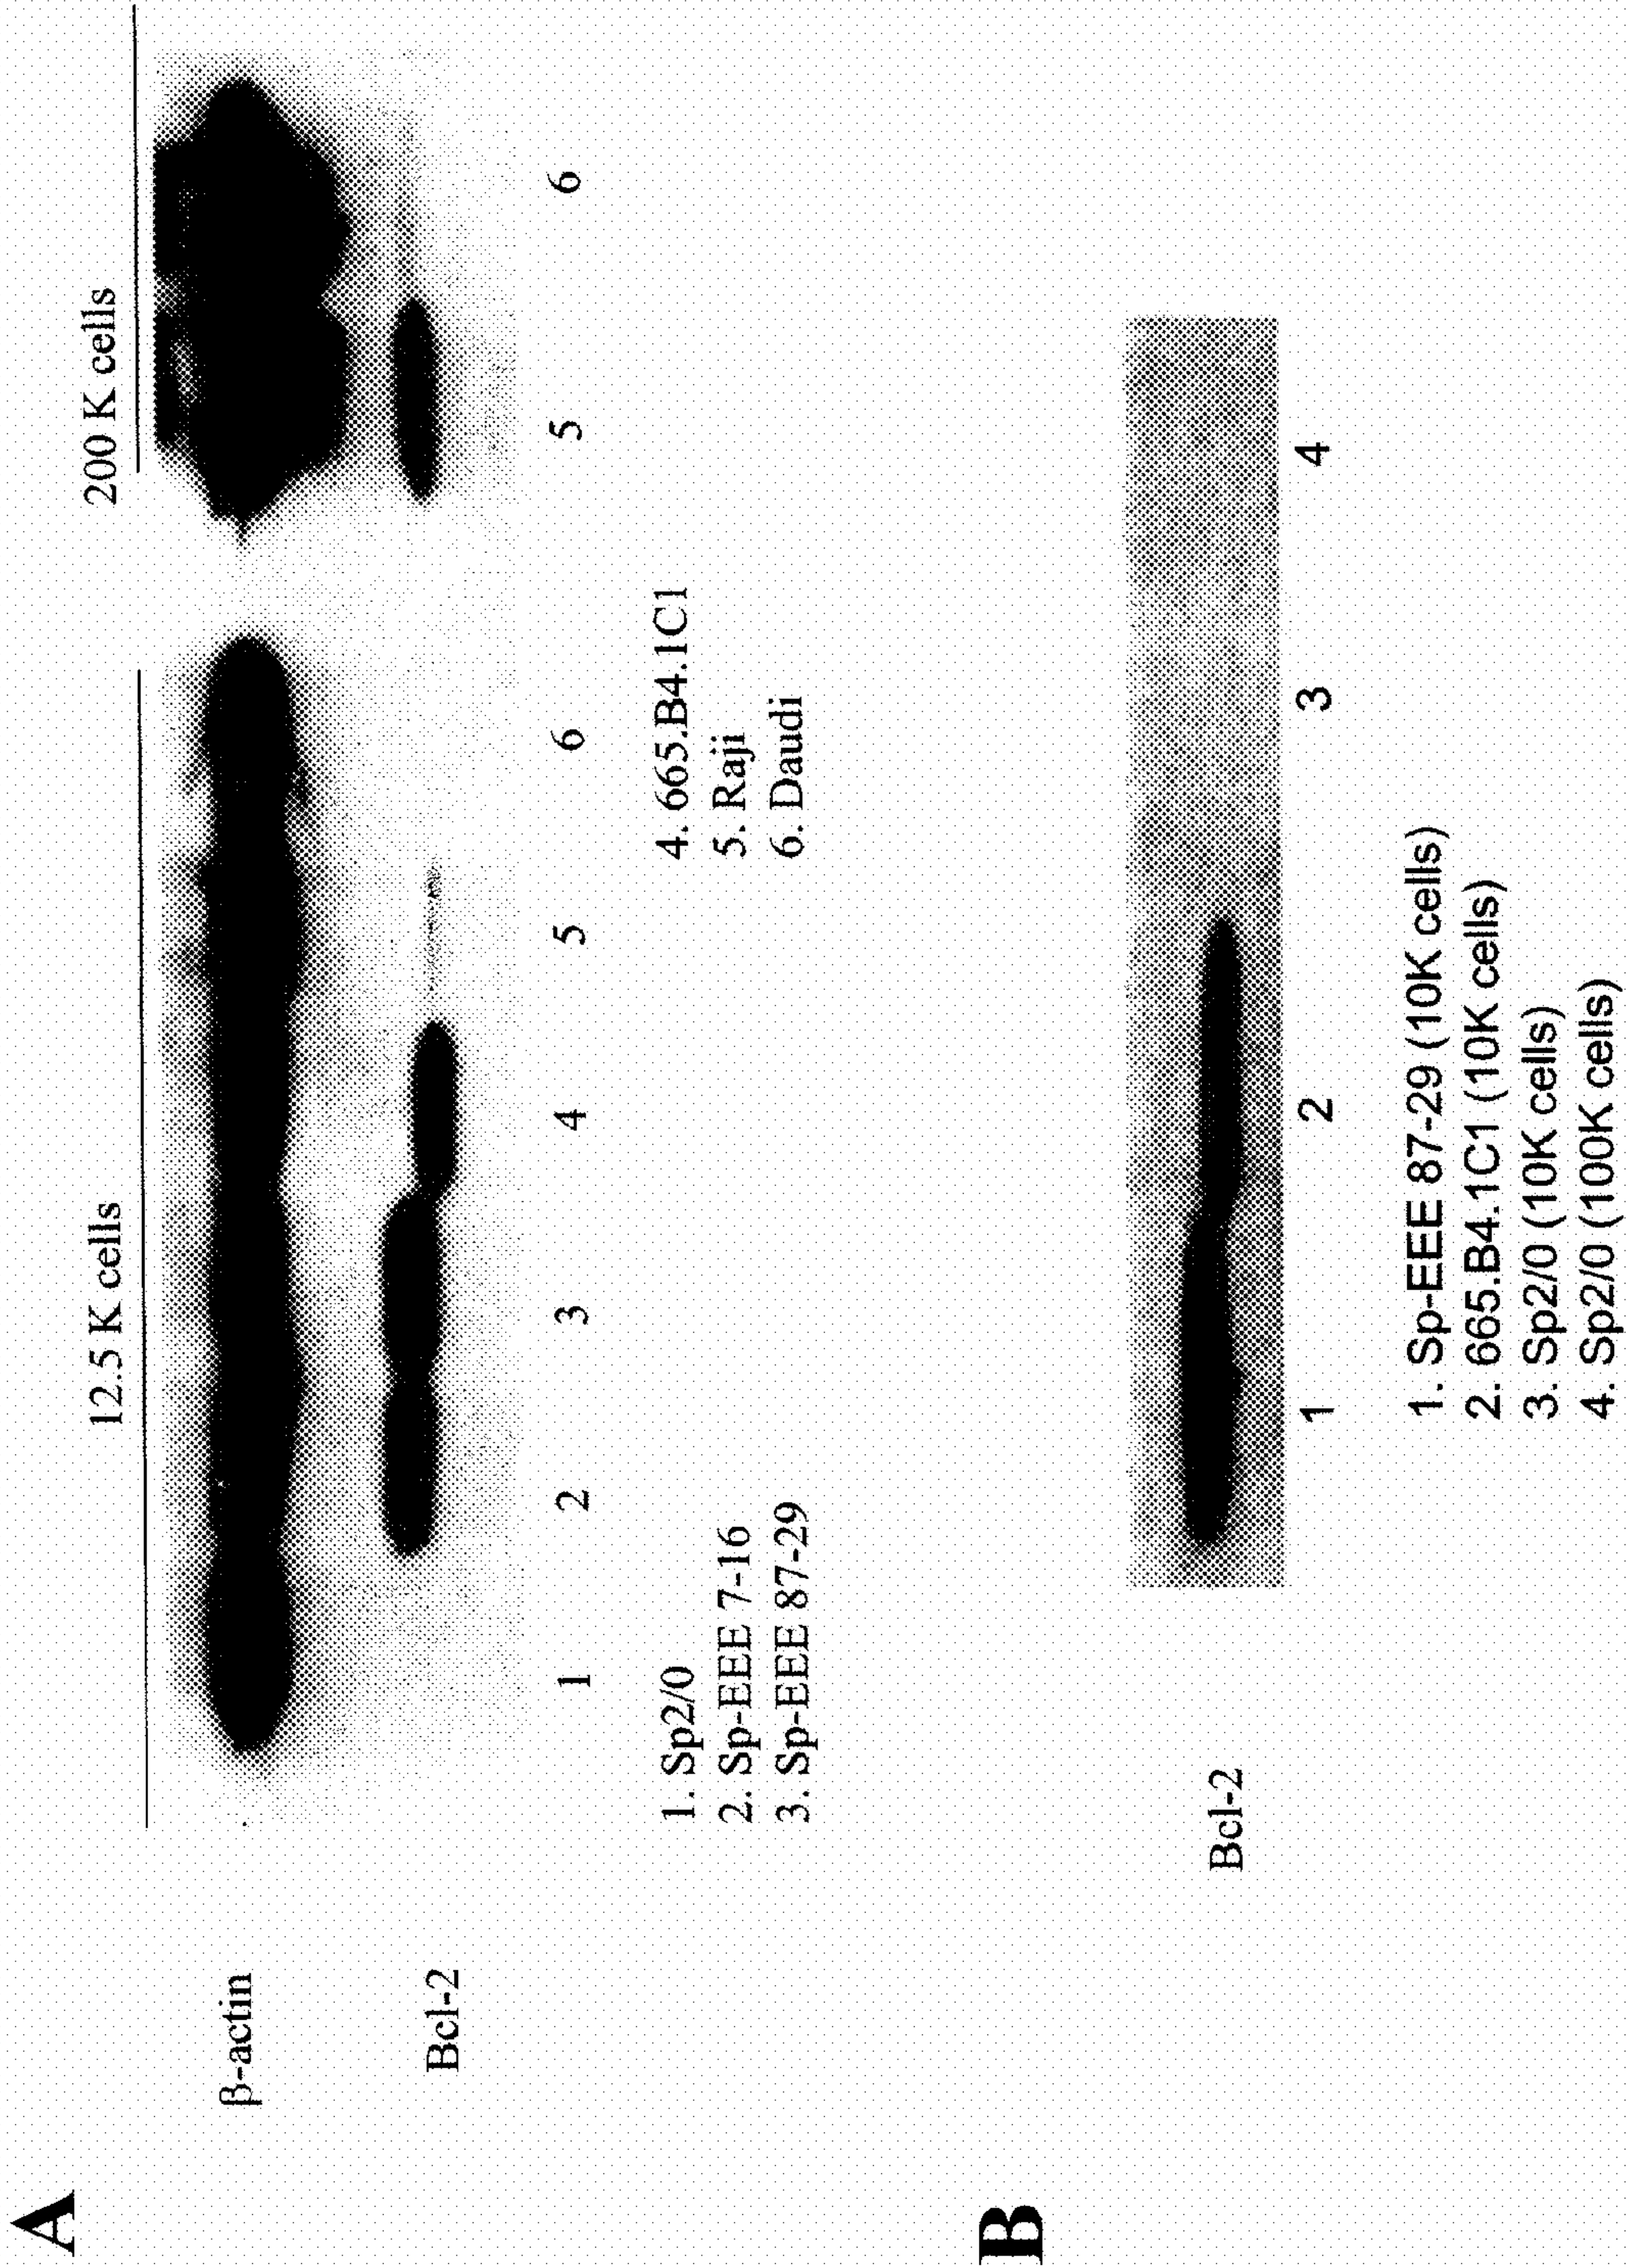 A
12.5 K cells 200 K cells
β-actin
Bcl-2
1 2 3 4 5 6 5 6
1. Sp2/0 4. 665.B4.1C1
2. Sp-EEE 7-16 5. Raji
3. Sp-EEE 87-29 6. Daudi
B
Bcl-2
1 2 3 4
1. Sp-EEE 87-29 (10K cells)
2. 665.B4.1C1 (10K cells)
3. Sp2/0 (10K cells)
4. Sp2/0 (100K cells)